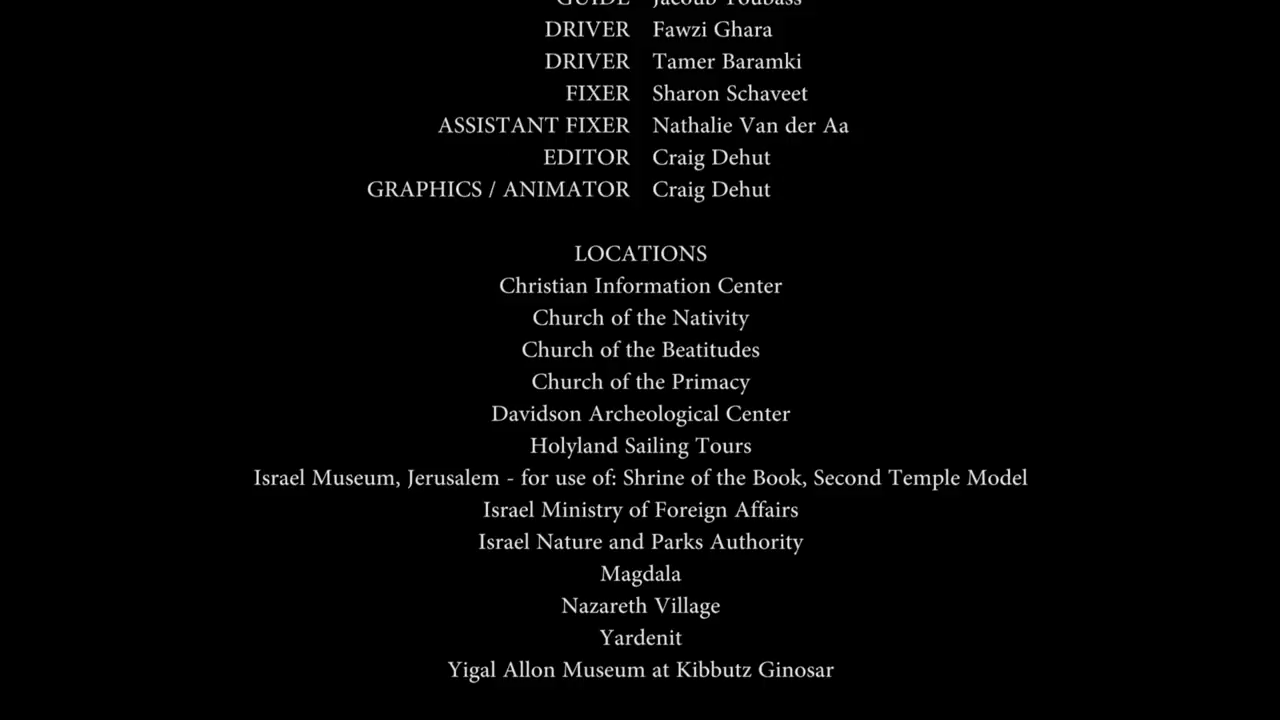 GUIDE Jacoub Toubass
DRIVER Fawzi Ghara
DRIVER Tamer Baramki
FIXER Sharon Schaveet
ASSISTANT FIXER Nathalie Van der Aa
EDITOR Craig Dehut
GRAPHICS / ANIMATOR Craig Dehut
LOCATIONS
Christian Information Center
Church of the Nativity
Church of the Beatitudes
Church of the Primacy
Davidson Archeological Center
Holyland Sailing Tours
Israel Museum, Jerusalem - for use of: Shrine of the Book, Second Temple Model
Israel Ministry of Foreign Affairs
Israel Nature and Parks Authority
Magdala
Nazareth Village
Yardenit
Yigal Allon Museum at Kibbutz Ginosar